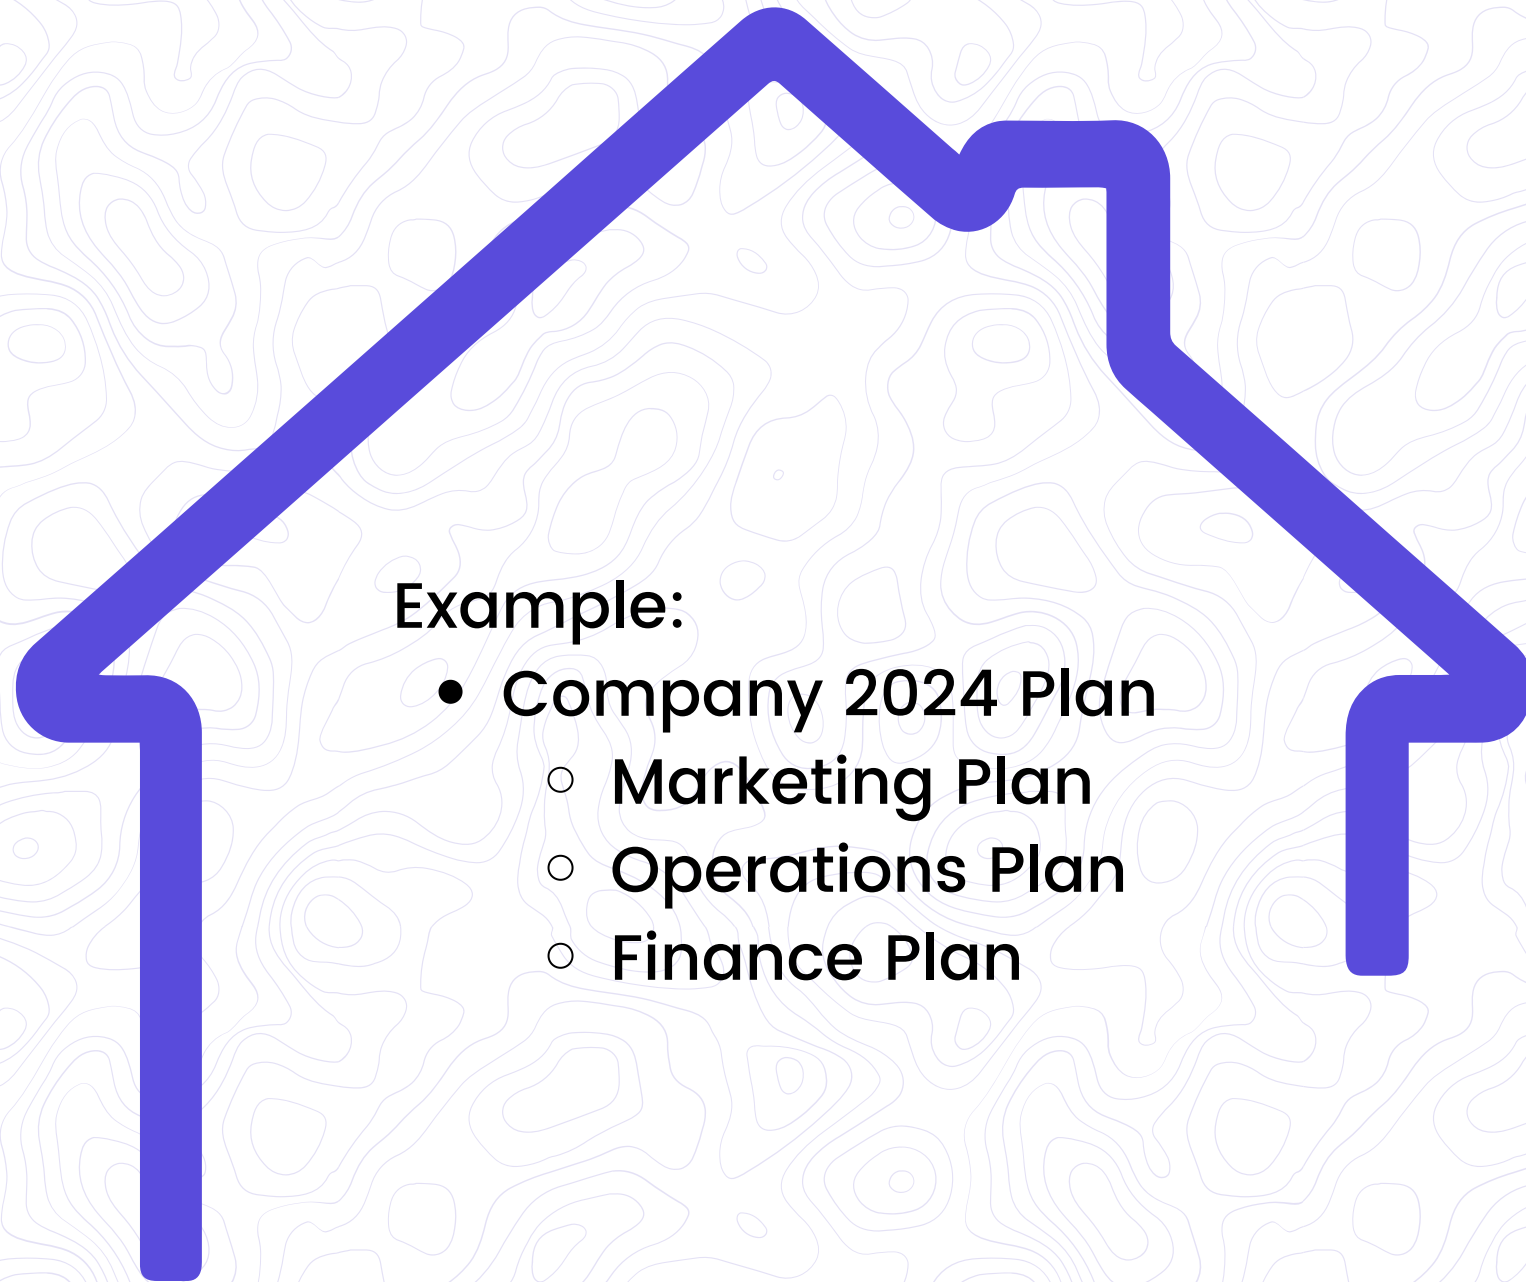 Example:
• Company 2024 Plan
○ Marketing Plan
○ Operations Plan
○ Finance Plan